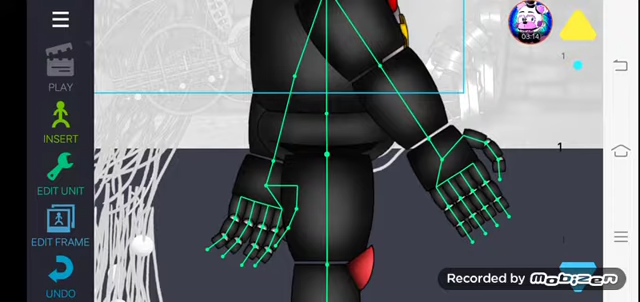 03:14
PLAY
1
INSERT
1
EDIT UNIT
EDIT FRAME
UNDO
Recorded by MOBIZEN